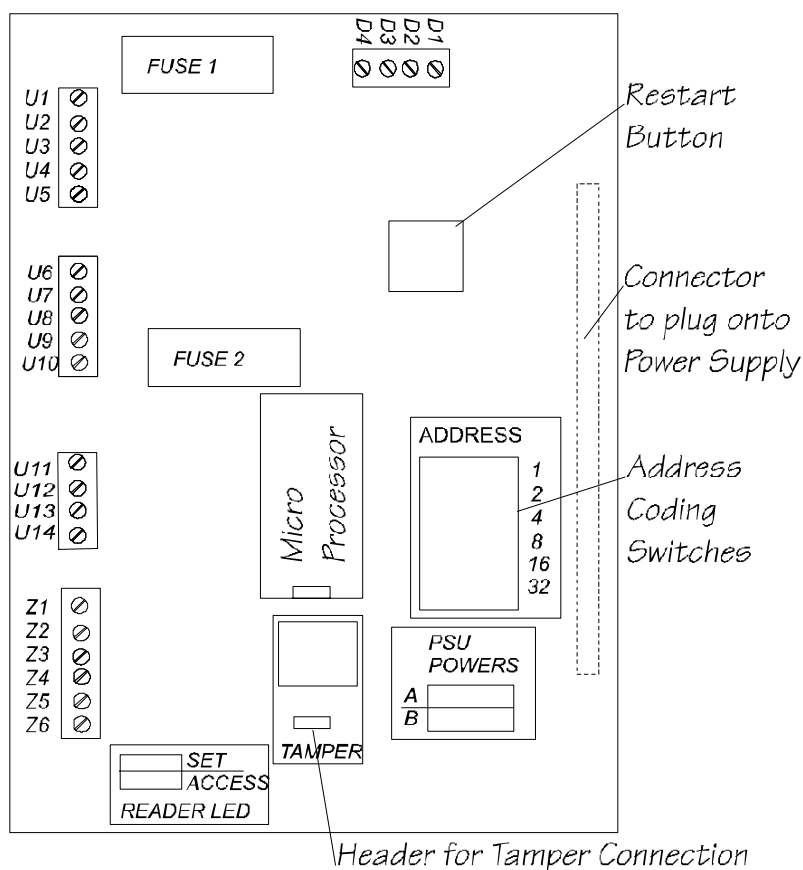 D4 D3 D2 D1
FUSE 1
U1
U2
U3
U4
U5
Restart
Button
U6
U7
U8
U9
U10
FUSE 2
Connector
to plug onto
Power Supply
Micro
Processor
ADDRESS
1
2
4
8
16
32
Address
Coding
Switches
U11
U12
U13
U14
Z1
Z2
Z3
Z4
Z5
Z6
PSU
POWERS
A
B
TAMPER
SET
ACCESS
READER LED
Header for Tamper Connection